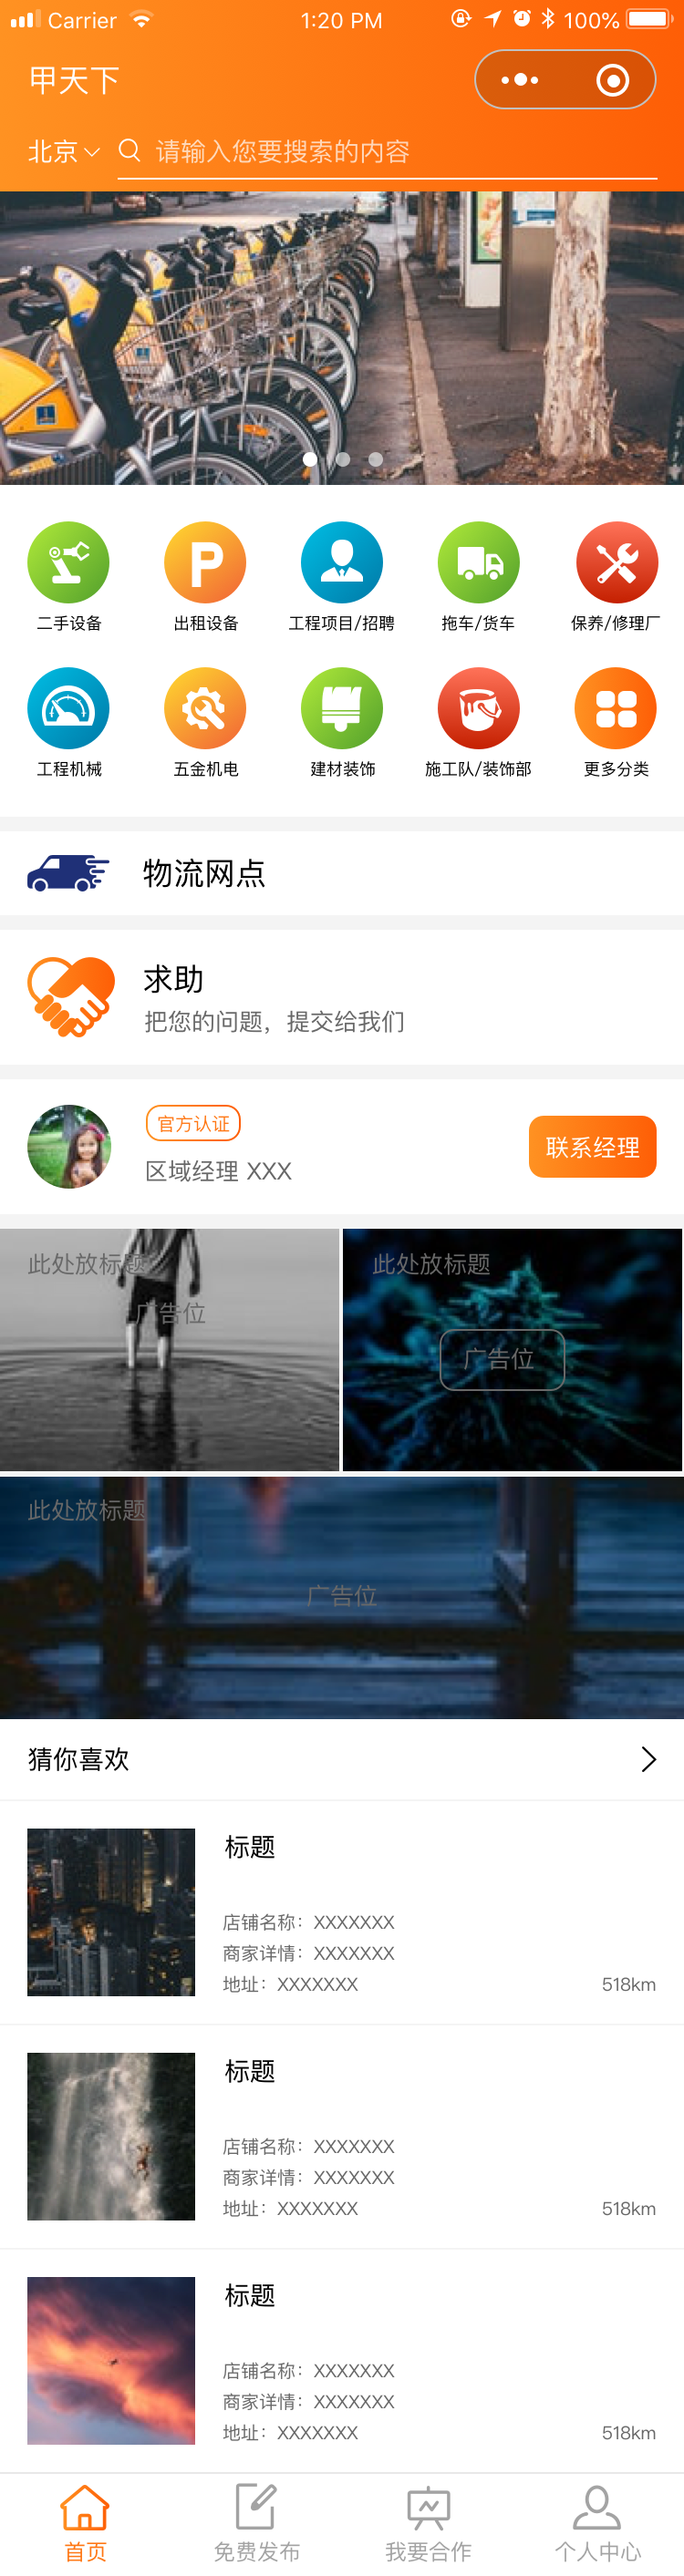 Carrier 1:20 PM 100%
甲天下
北京 请输入您要搜索的内容
二手设备 出租设备 工程项目/招聘 拖车/货车 保养/修理厂
工程机械 五金机电 建材装饰 施工队/装饰部 更多分类
物流网点
求助
把您的问题，提交给我们
官方认证
区域经理 XXX
联系经理
此处放标题
广告位
此处放标题
广告位
此处放标题
广告位
猜你喜欢
标题
店铺名称：XXXXXXX
商家详情：XXXXXXX
地址：XXXXXXX 518km
标题
店铺名称：XXXXXXX
商家详情：XXXXXXX
地址：XXXXXXX 518km
标题
店铺名称：XXXXXXX
商家详情：XXXXXXX
地址：XXXXXXX 518km
首页 免费发布 我要合作 个人中心